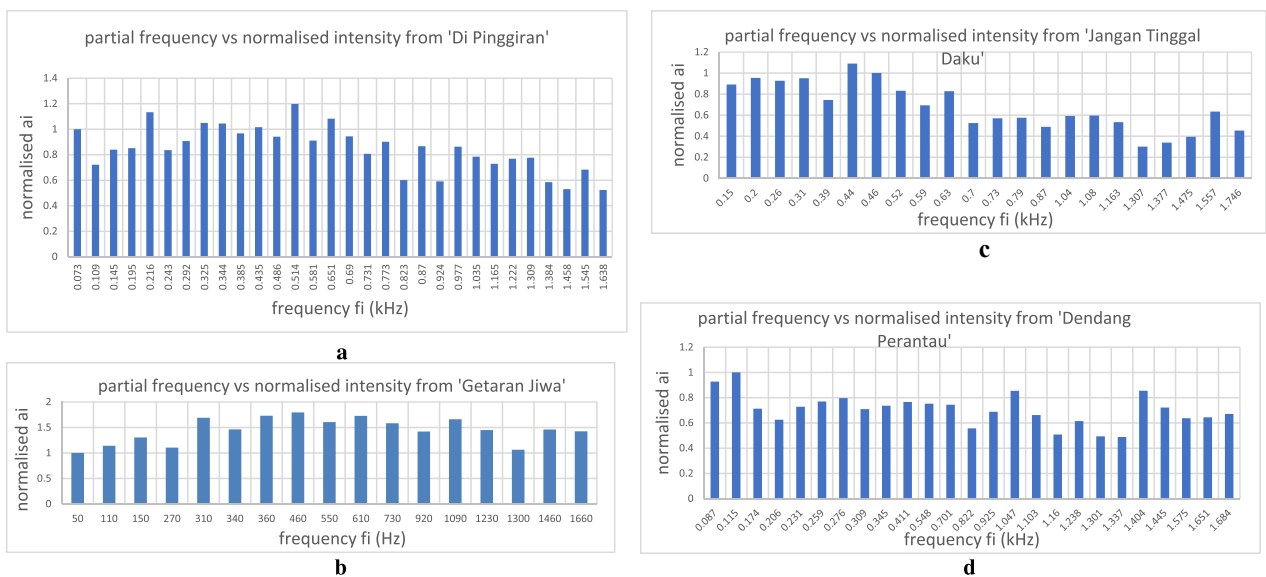 partial frequency vs normalised intensity from 'Di Pinggiran'
normalised ai
1.4
1.2
1
0.8
0.6
0.4
0.2
0
0.073 0.109 0.145 0.195 0.216 0.243 0.292 0.325 0.344 0.385 0.435 0.486 0.514 0.581 0.651 0.69 0.731 0.773 0.823 0.87 0.924 0.977 1.035 1.165 1.222 1.309 1.384 1.458 1.545 1.638
frequency fi (kHz)
a
partial frequency vs normalised intensity from 'Getaran Jiwa'
normalised ai
2
1.5
1
0.5
0
50 110 150 270 310 340 360 460 550 610 730 920 1090 1230 1300 1460 1660
frequency fi (Hz)
b
partial frequency vs normalised intensity from 'Jangan Tinggal
Daku'
normalised ai
1.2
1
0.8
0.6
0.4
0.2
0
0.15 0.2 0.26 0.31 0.39 0.44 0.46 0.52 0.59 0.63 0.7 0.73 0.79 0.87 1.04 1.08 1.163 1.307 1.377 1.475 1.557 1.746
frequency fi (kHz)
c
partial frequency vs normalised intensity from 'Dendang
Perantau'
normalised ai
1.2
1
0.8
0.6
0.4
0.2
0
0.087 0.115 0.174 0.206 0.231 0.259 0.276 0.309 0.345 0.411 0.548 0.701 0.822 0.925 1.047 1.103 1.16 1.238 1.301 1.337 1.404 1.445 1.575 1.651 1.684
frequency fi (kHz)
d